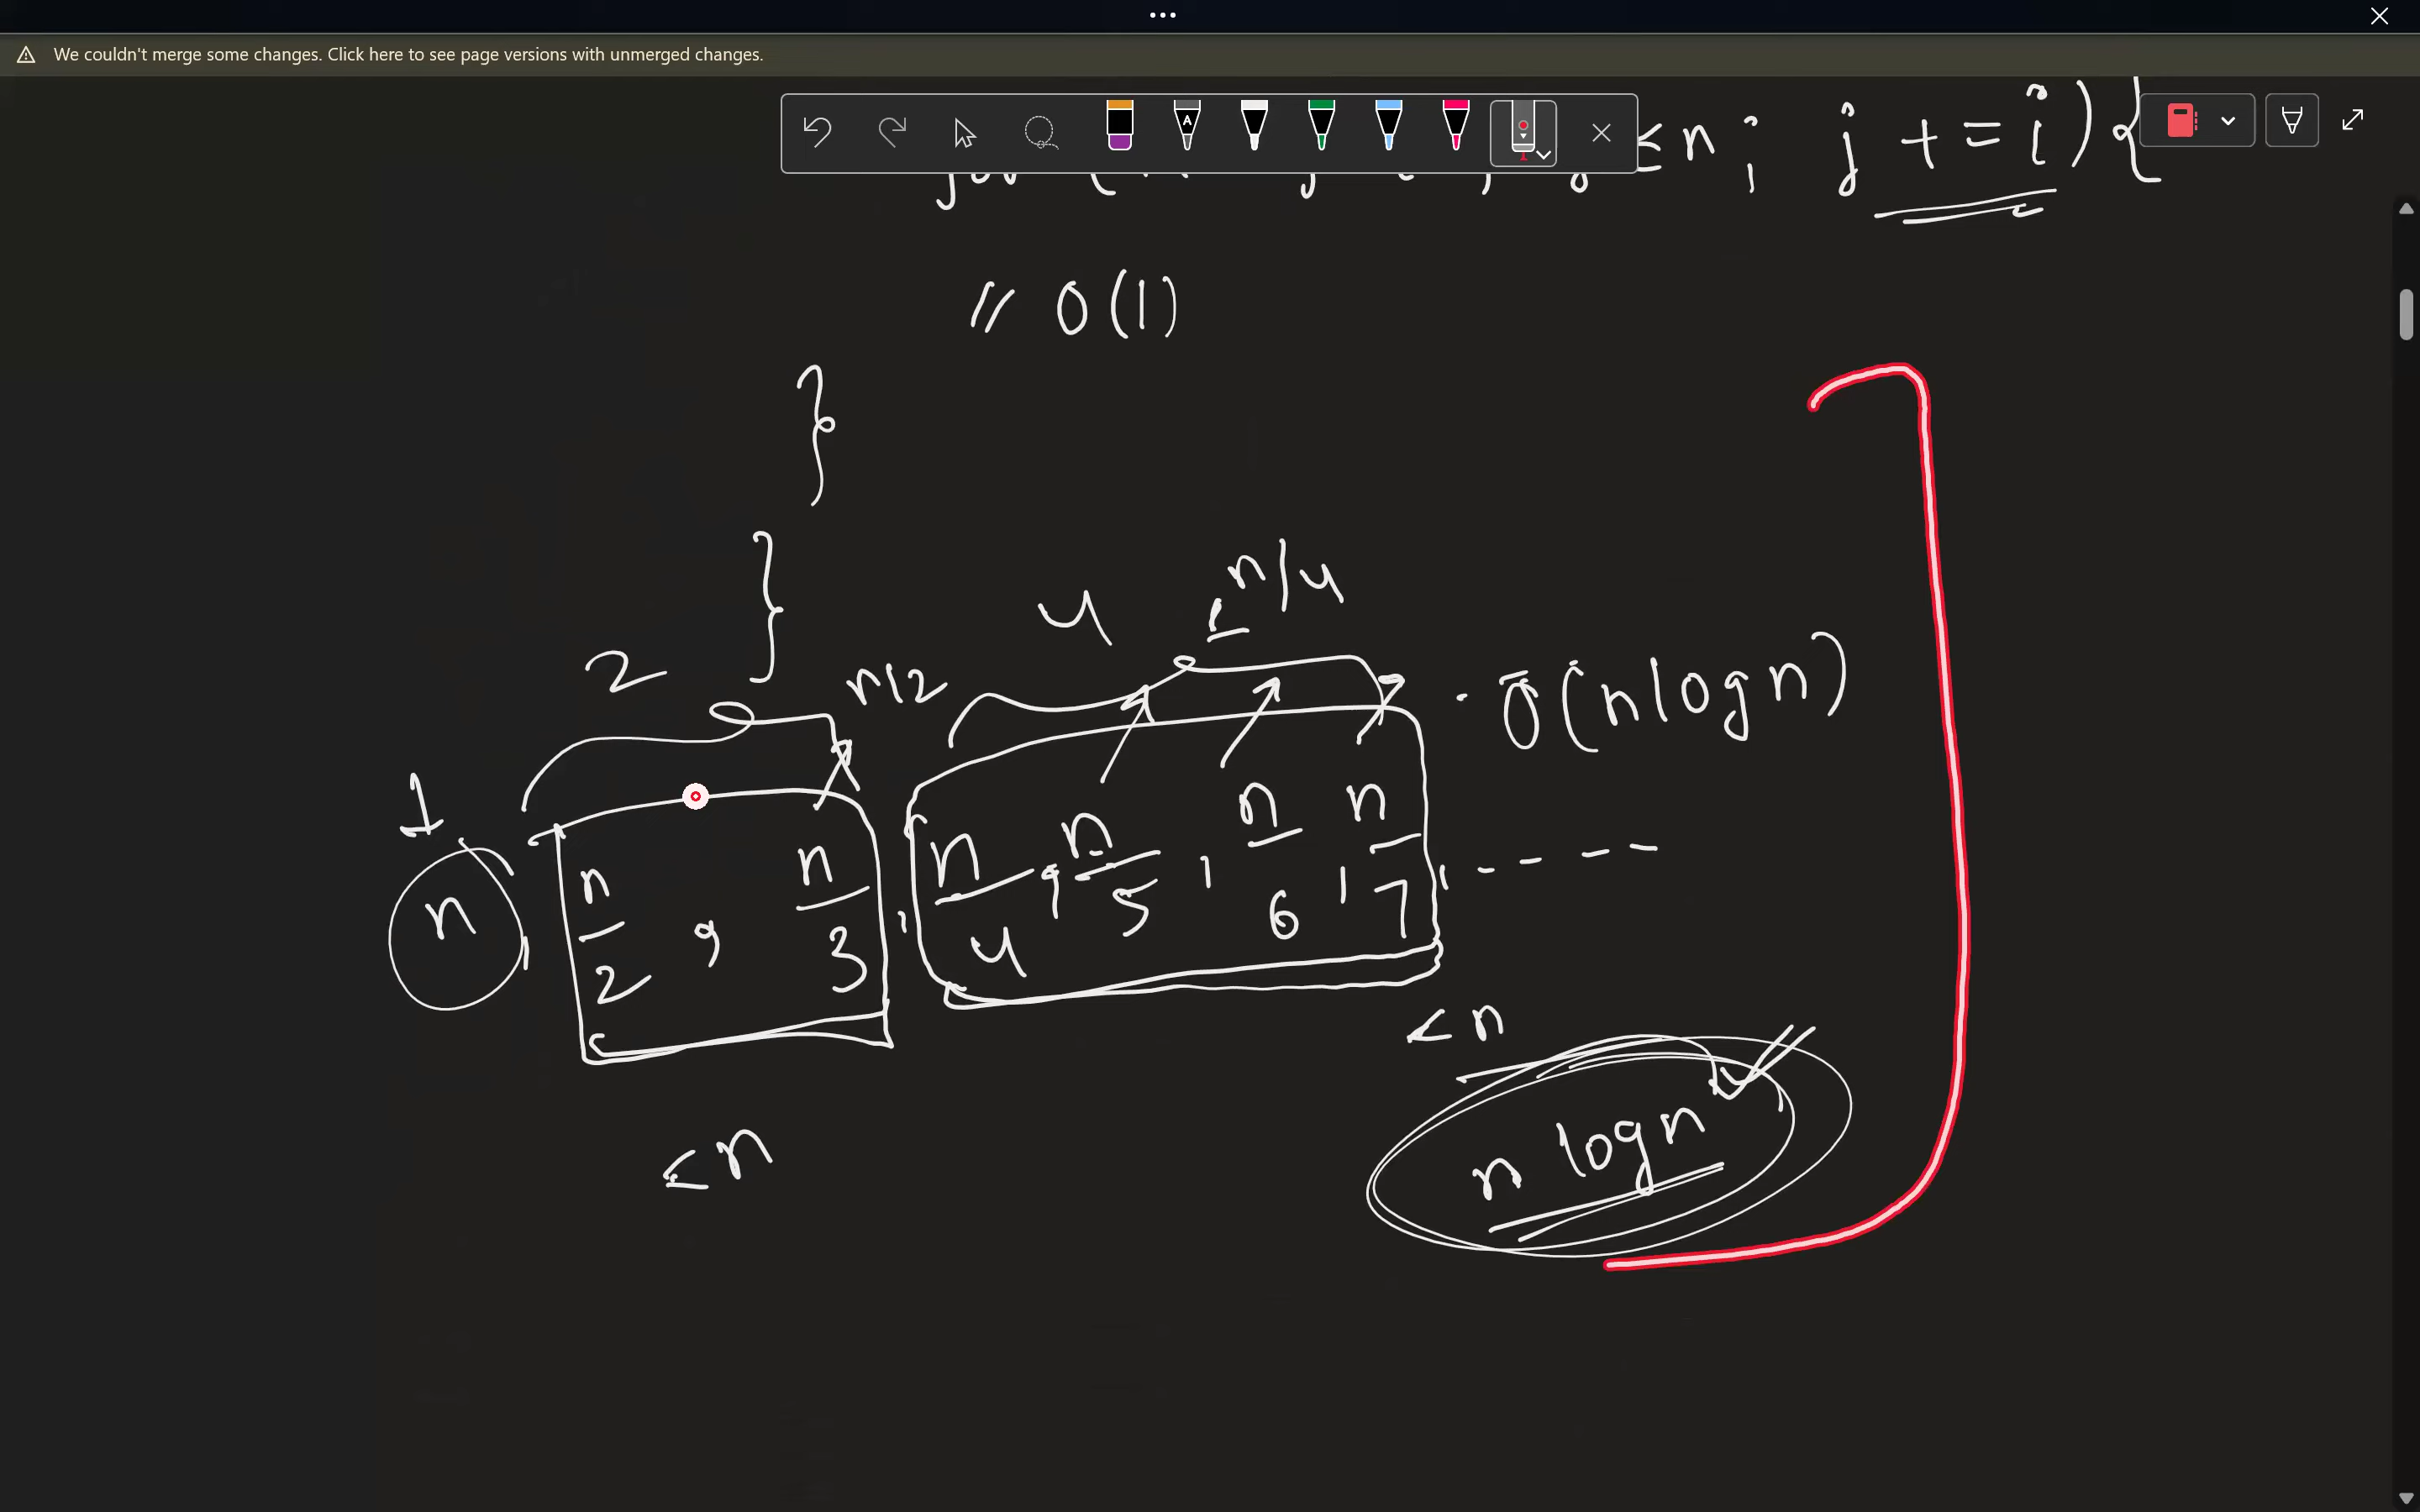 We couldn't merge some changes. Click here to see page versions with unmerged changes.
≤ n ; j += i ) {
// O(1)
}
}
n/4
4
2
n/2
O(n log n)
1
n , n/2 , n/3 , n/4 , n/5 , n/6 , n/7 , - - - -
< n
n log n
≤ n